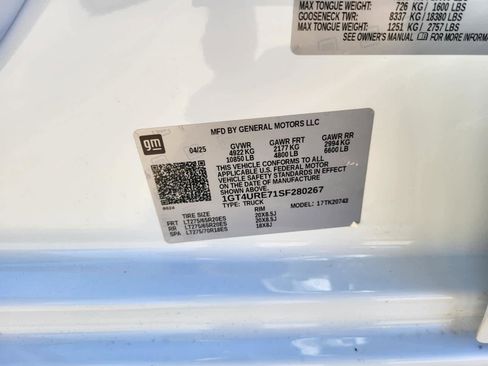 MAX TONGUE WEIGHT: 726 KG / 1600 LBS
GOOSENECK TWR: 8337 KG / 18380 LBS
MAX TONGUE WEIGHT: 1251 KG / 2757 LBS
SEE OWNER'S MANUAL FOR MORE INFORMATION
gm
04/25
MFD BY GENERAL MOTORS LLC
GVWR GAWR FRT GAWR RR
4922 KG 2177 KG 2994 KG
10850 LB 4800 LB 6600 LB
THIS VEHICLE CONFORMS TO ALL APPLICABLE
U.S. FEDERAL MOTOR VEHICLE SAFETY
STANDARDS IN EFFECT ON THE DATE OF MANUFACTURE
SHOWN ABOVE.
1GT4URE71SF280267
TYPE: TRUCK MODEL: 17TK20743
TIRE SIZE RIM
FRT LT275/65R20ES 20X8.5J
RR LT275/65R20ES 20X8.5J
SPA LT275/70R18ES 18X8J